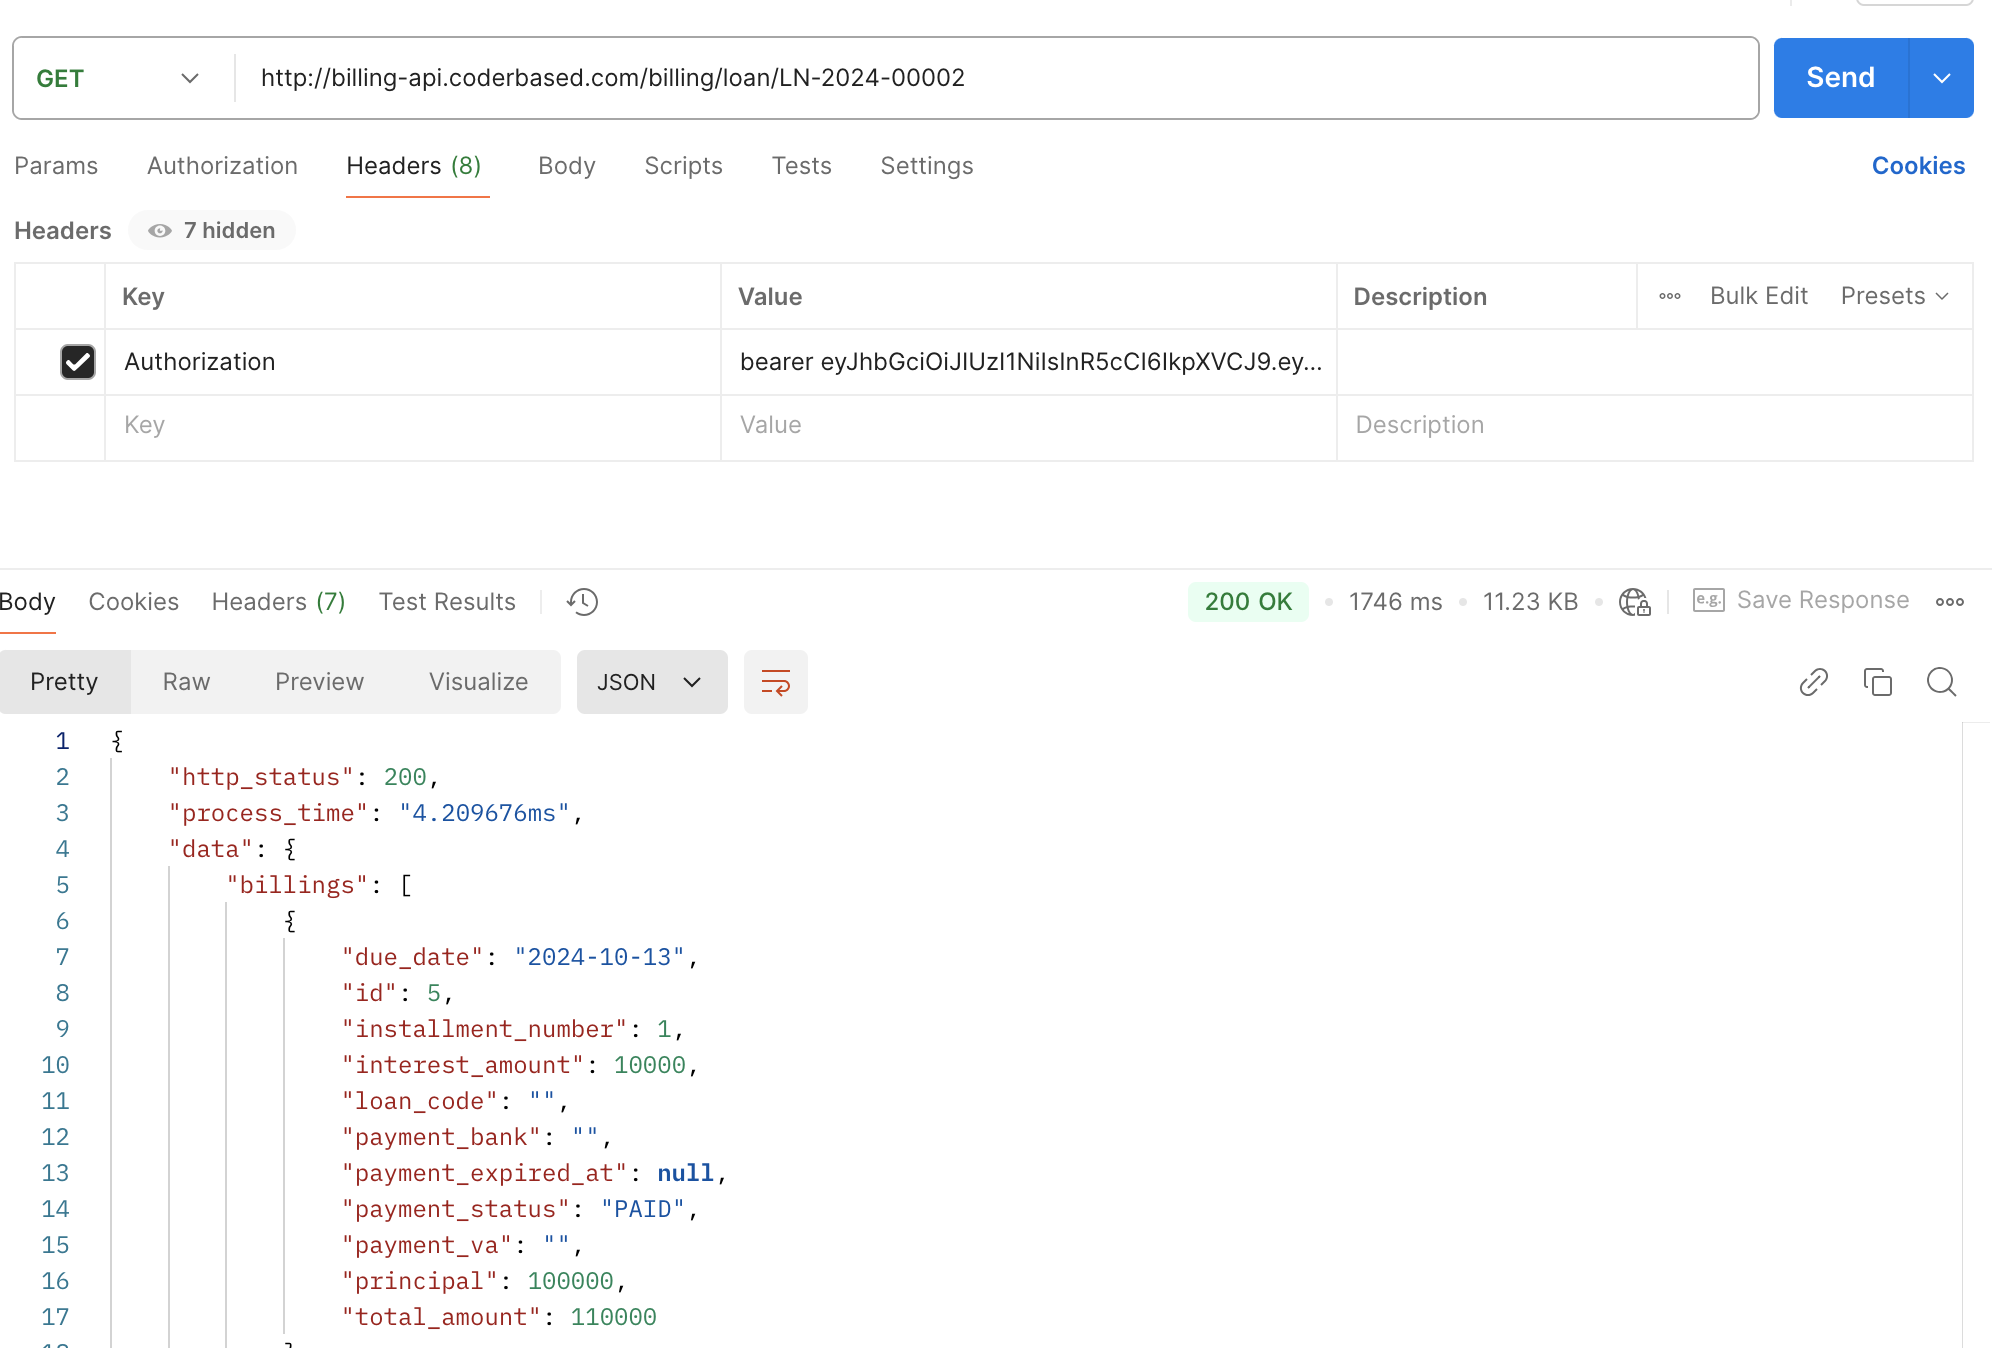 GET http://billing-api.coderbased.com/billing/loan/LN-2024-00002 Send
Params Authorization Headers (8) Body Scripts Tests Settings Cookies
Headers 7 hidden
Key Value Description Bulk Edit Presets
Authorization bearer eyJhbGciOiJIUzI1NiIsInR5cCI6IkpXVCJ9.ey...
Key Value Description
Body Cookies Headers (7) Test Results 200 OK 1746 ms 11.23 KB e.g. Save Response
Pretty Raw Preview Visualize JSON
1 {
2 "http_status": 200,
3 "process_time": "4.209676ms",
4 "data": {
5 "billings": [
6 {
7 "due_date": "2024-10-13",
8 "id": 5,
9 "installment_number": 1,
10 "interest_amount": 10000,
11 "loan_code": "",
12 "payment_bank": "",
13 "payment_expired_at": null,
14 "payment_status": "PAID",
15 "payment_va": "",
16 "principal": 100000,
17 "total_amount": 110000